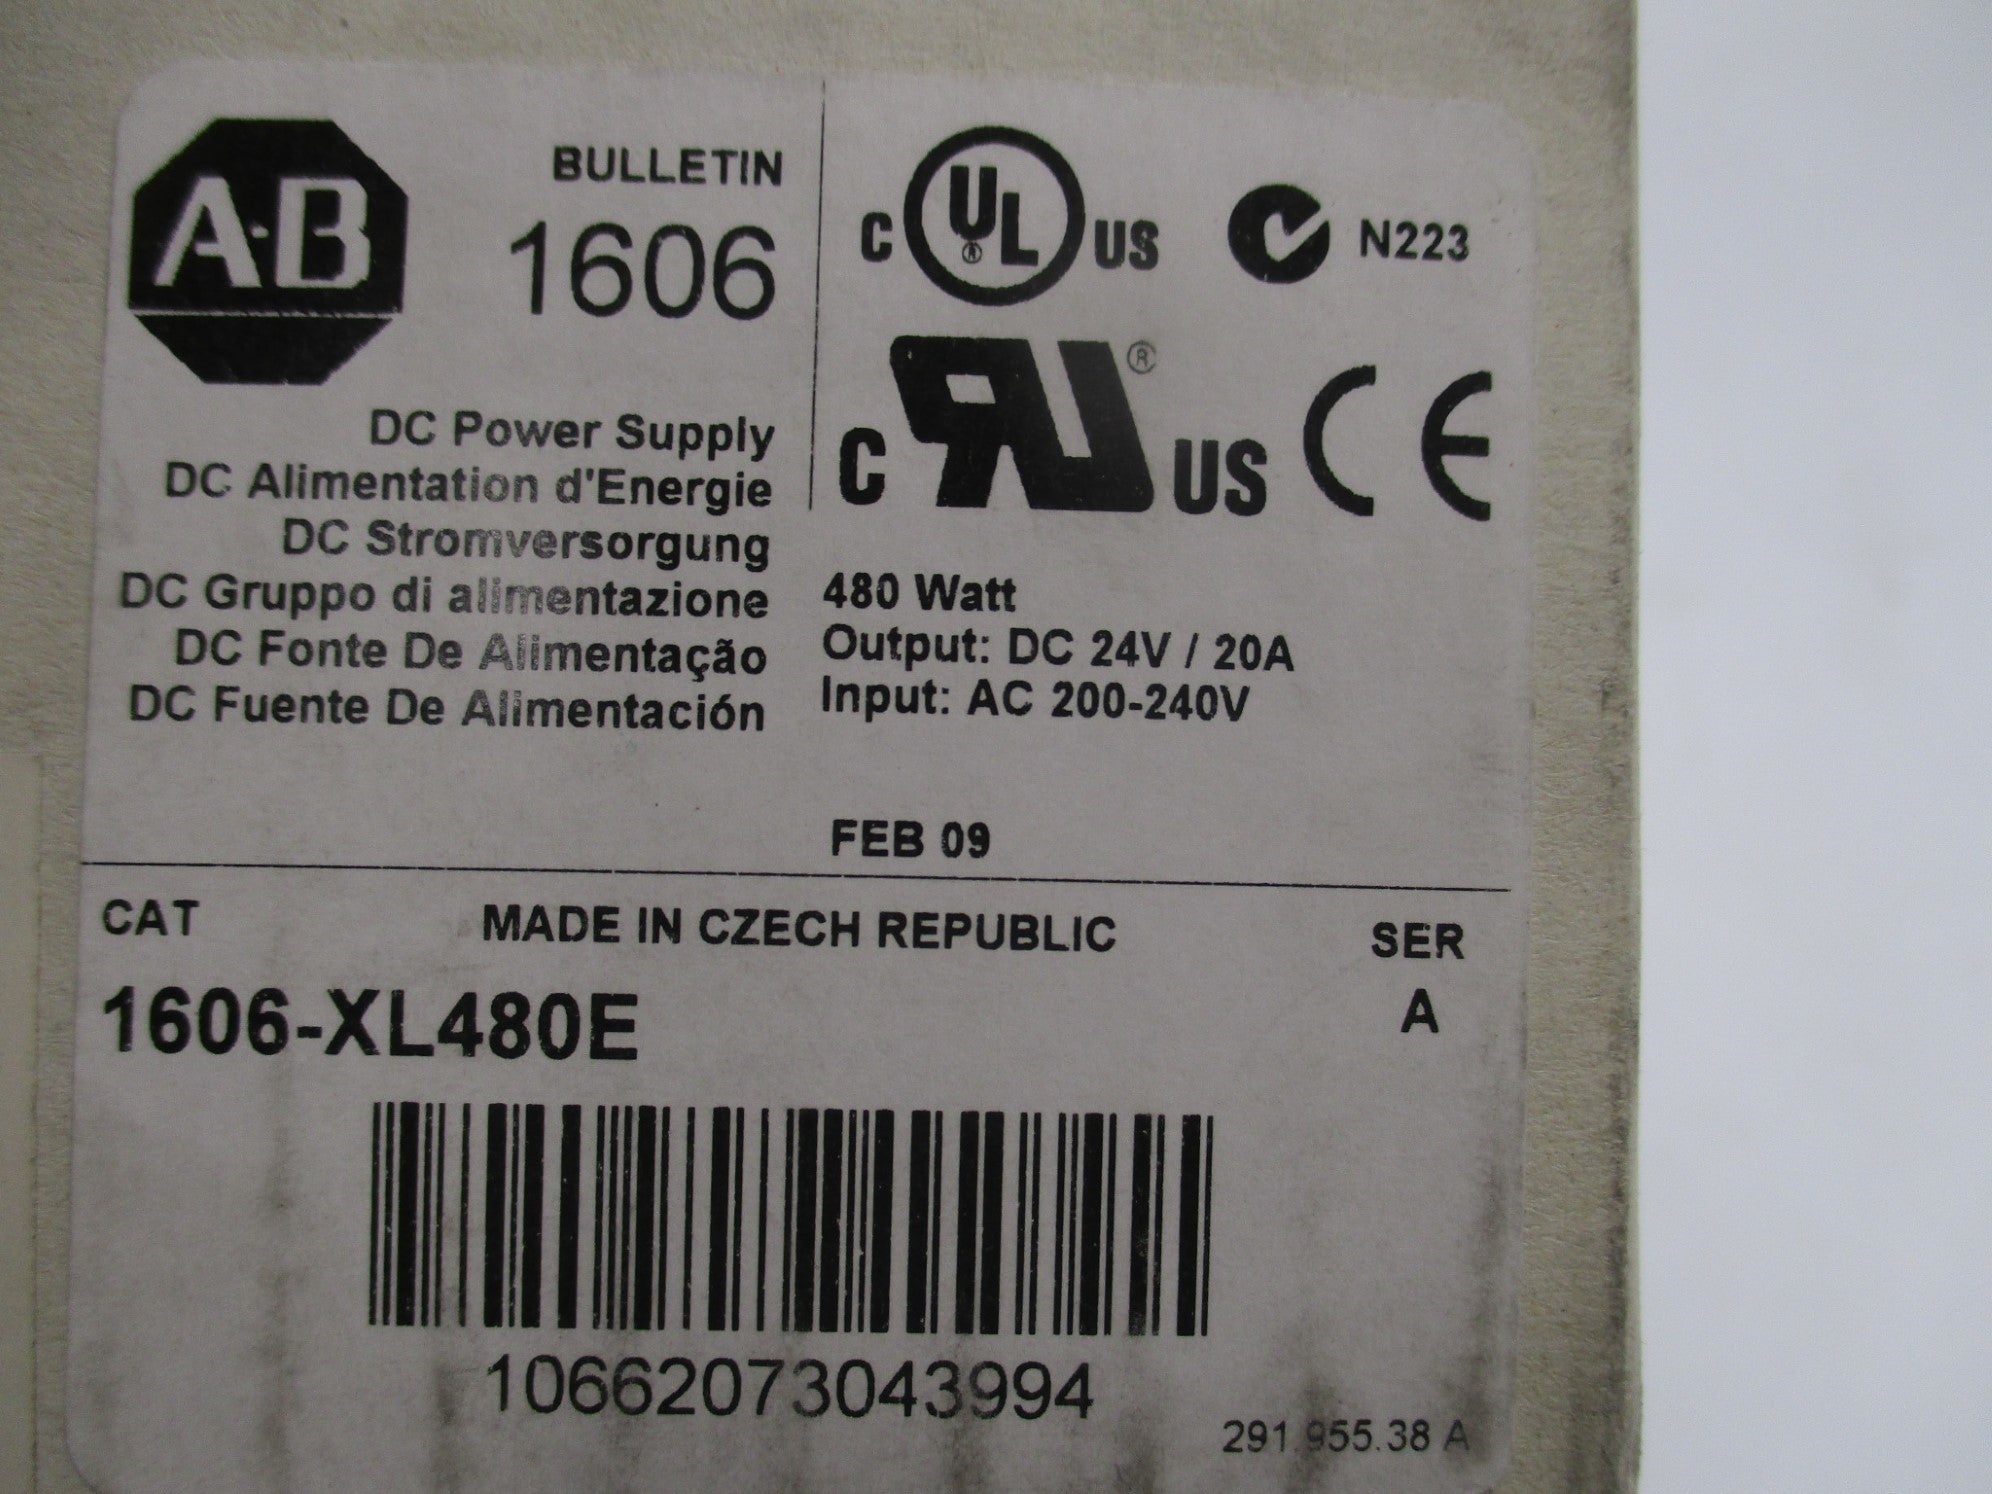 A·B
BULLETIN
1606
DC Power Supply
DC Alimentation d'Energie
DC Stromversorgung
DC Gruppo di alimentazione
DC Fonte De Alimentação
DC Fuente De Alimentación
C UL® US
N223
C RU® US CE
480 Watt
Output: DC 24V / 20A
Input: AC 200-240V
FEB 09
CAT MADE IN CZECH REPUBLIC SER
1606-XL480E A
10662073043994
291.955.38 A